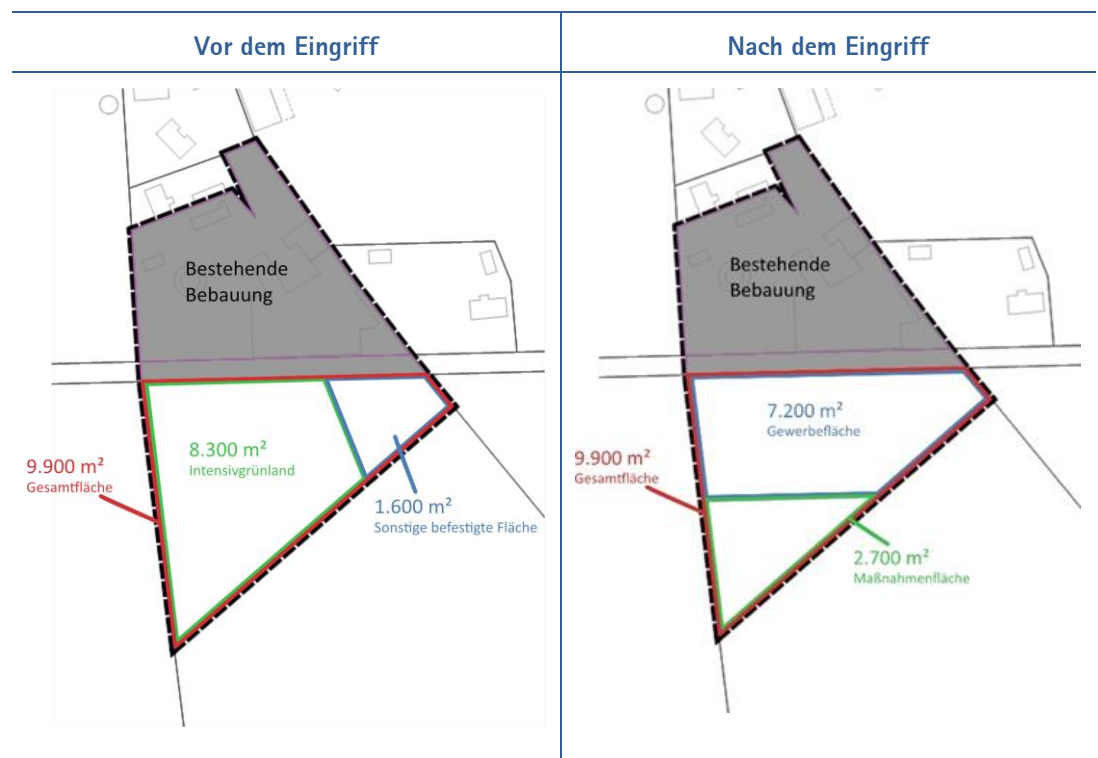 Vor dem Eingriff
Nach dem Eingriff
Bestehende
Bebauung
8.300 m²
Intensivgrünland
9.900 m²
Gesamtfläche
1.600 m²
Sonstige befestigte Fläche
Bestehende
Bebauung
7.200 m²
Gewerbefläche
9.900 m²
Gesamtfläche
2.700 m²
Maßnahmenfläche